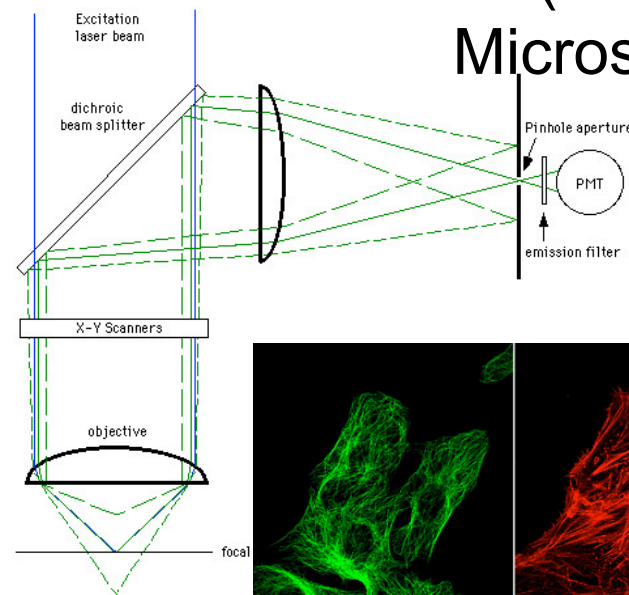 Micros
Excitation
laser beam
dichroic
beam splitter
Pinhole aperture
PMT
emission filter
X-Y Scanners
objective
focal